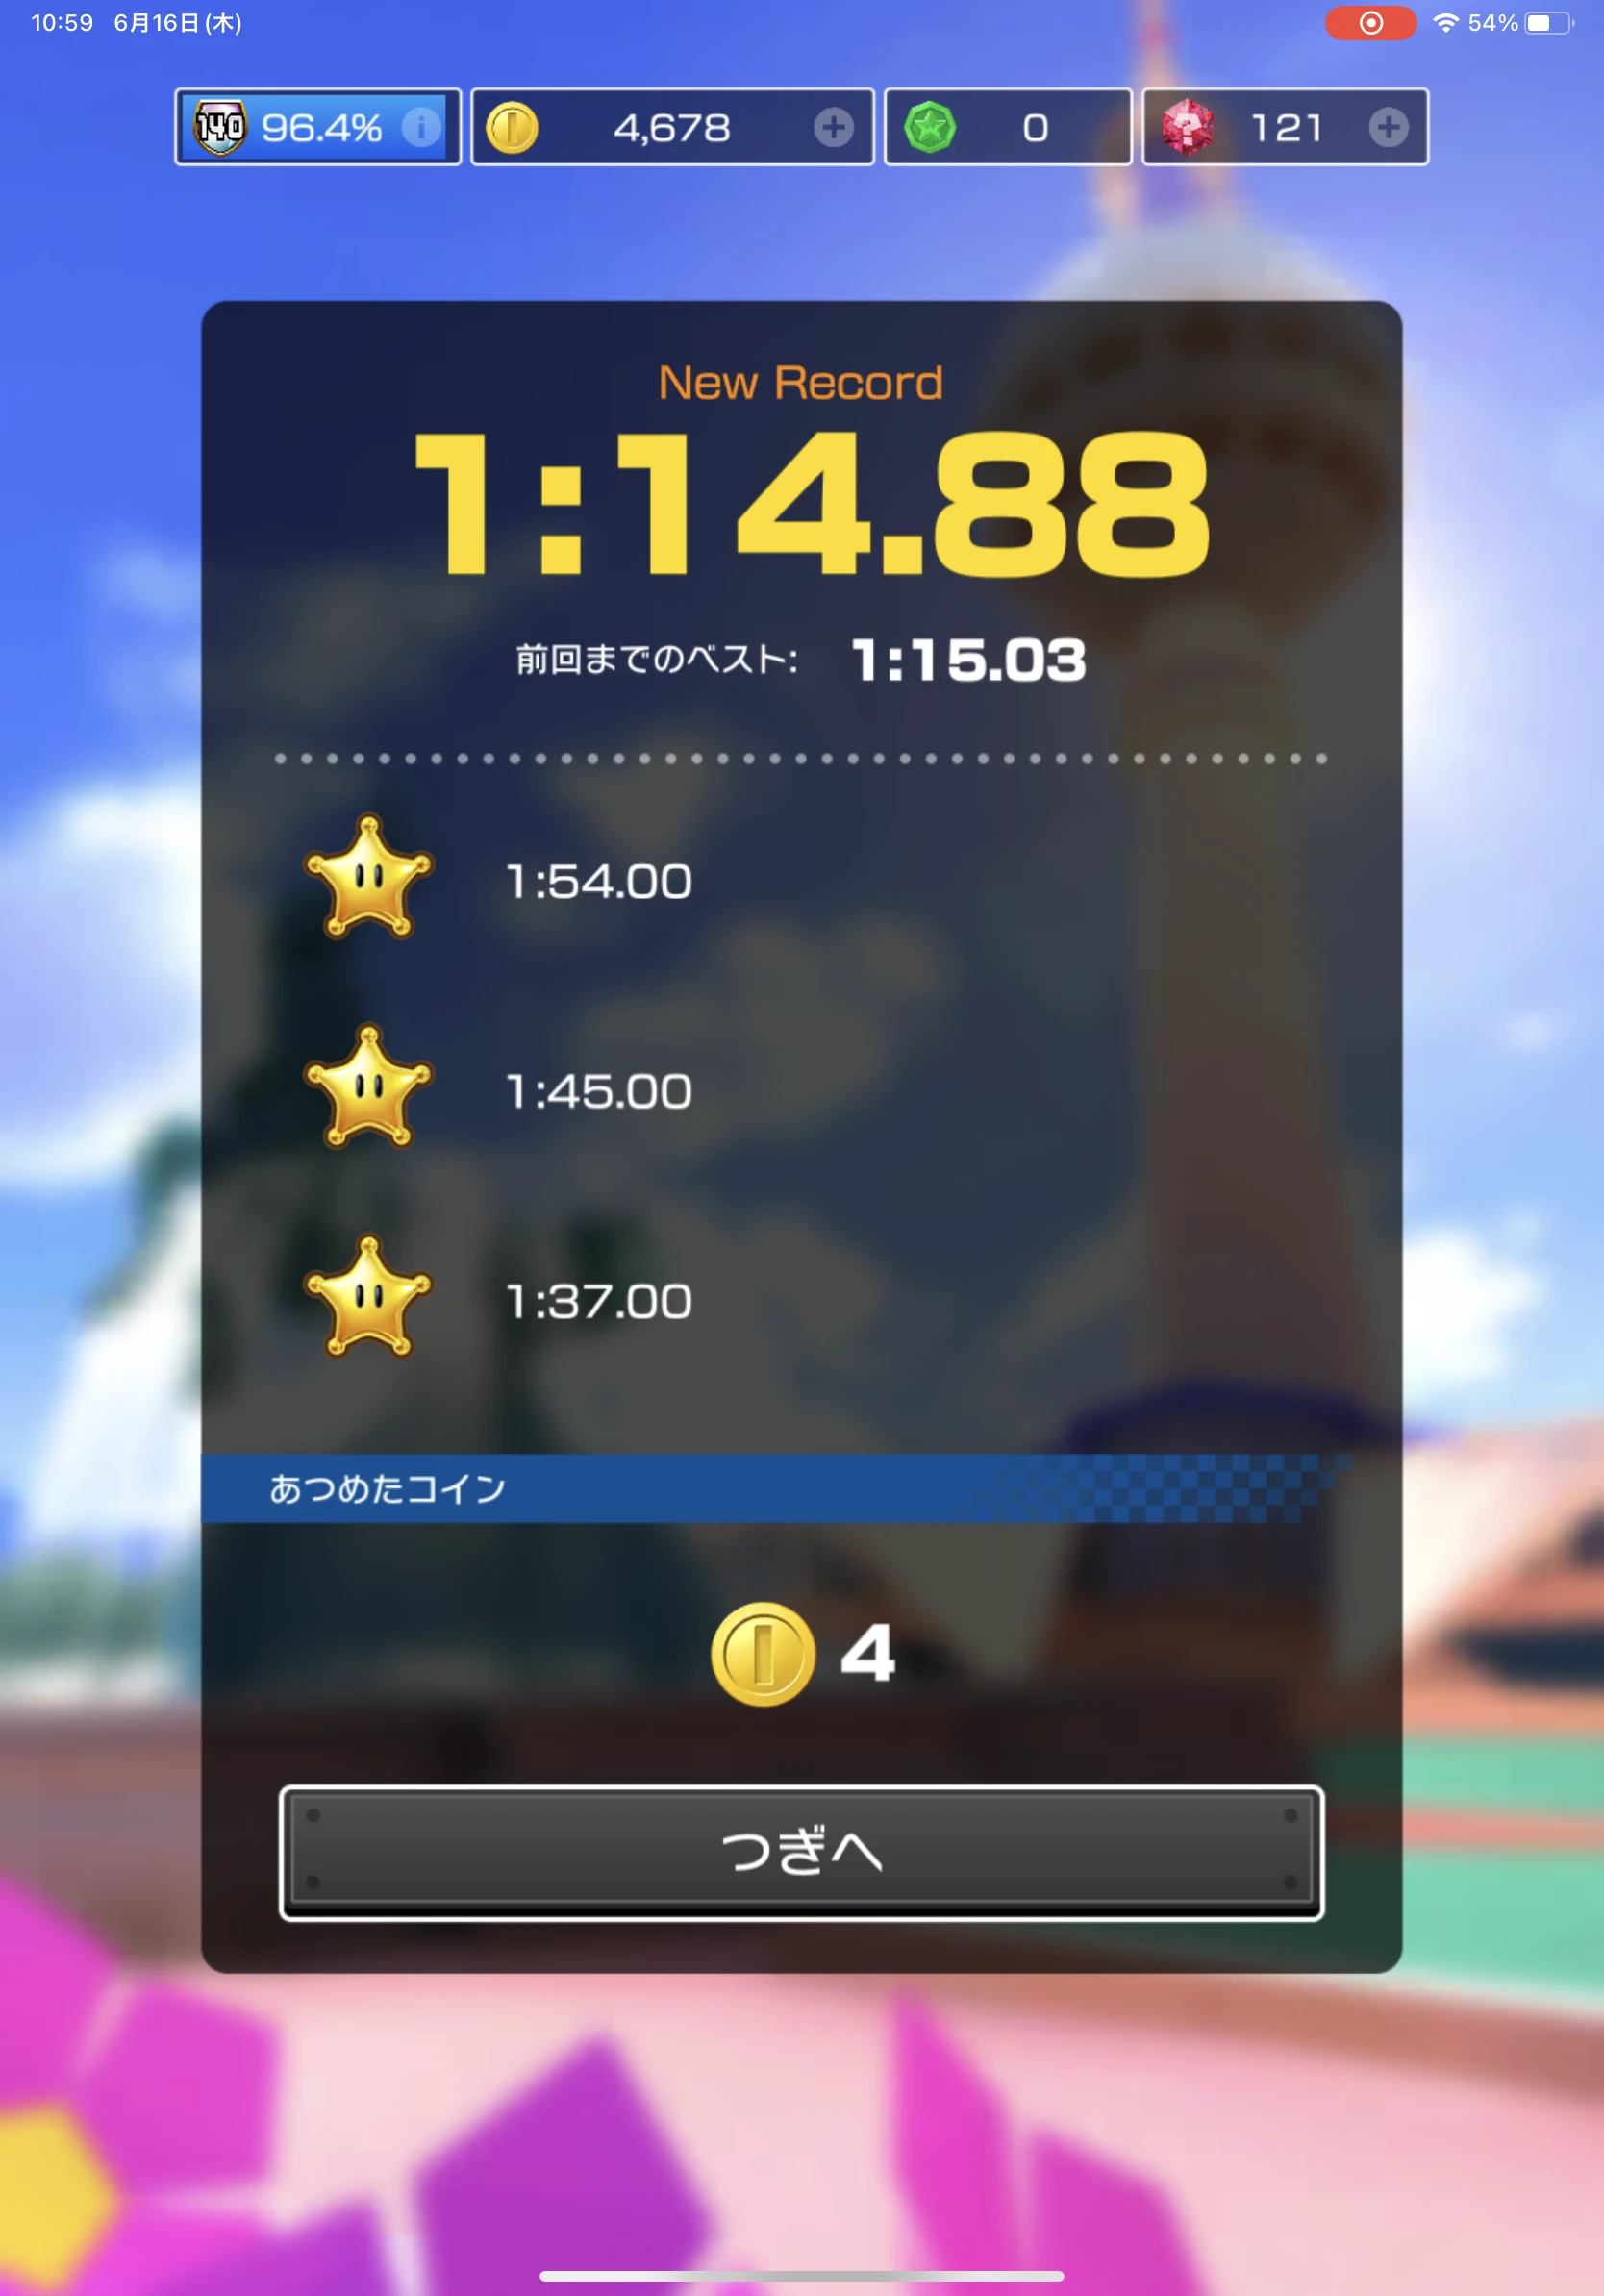 10:59 6月16日(木) 54%
140 96.4% i 4,678 0 121
New Record
1:14.88
前回までのベスト: 1:15.03
1:54.00
1:45.00
1:37.00
あつめたコイン
4
つぎへ